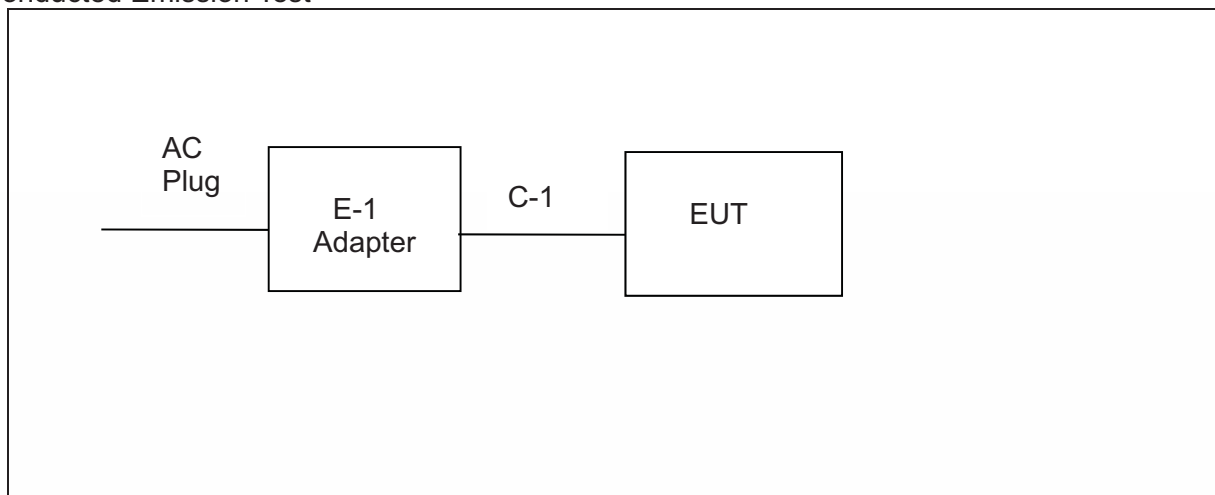 onducted Emission Test
AC
Plug
E-1
Adapter
C-1
EUT